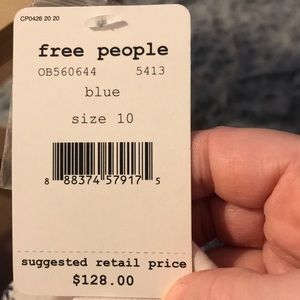 CP0426 20 20
free people
OB560644 5413
blue
size 10
8 88374 57917 5
suggested retail price
$128.00